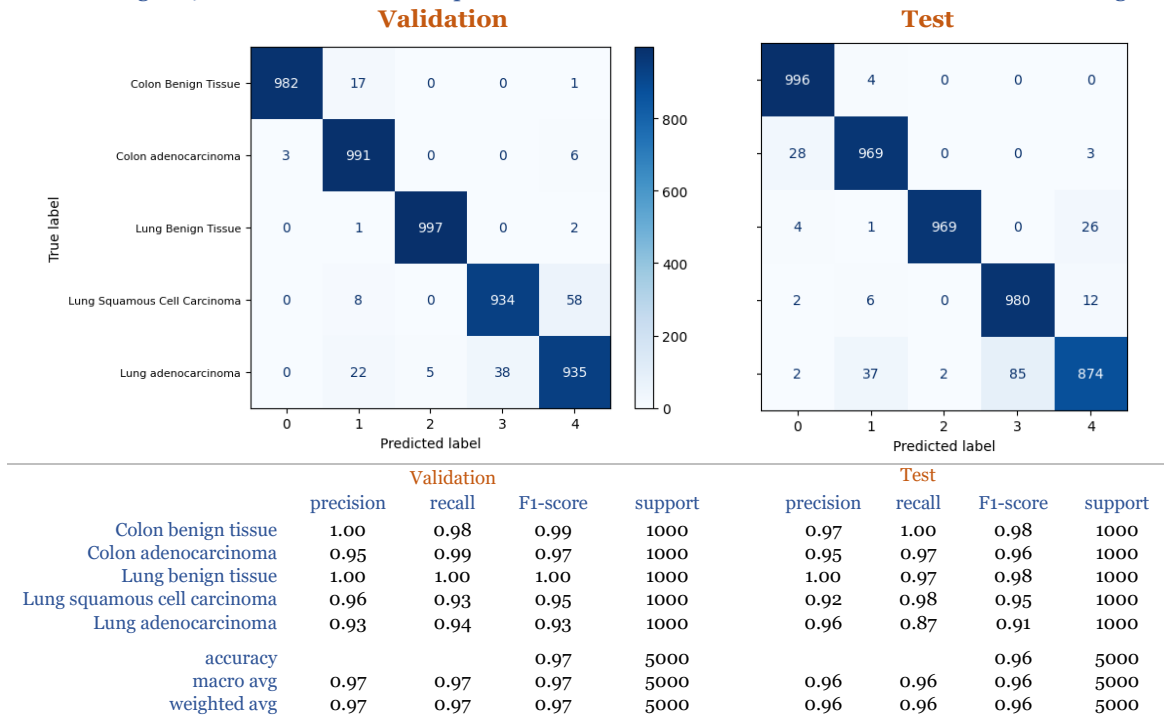 Validation
Test
Colon Benign Tissue 982 17 0 0 1
Colon adenocarcinoma 3 991 0 0 6
Lung Benign Tissue 0 1 997 0 2
Lung Squamous Cell Carcinoma 0 8 0 934 58
Lung adenocarcinoma 0 22 5 38 935
0 1 2 3 4
Predicted label
True label
800
600
400
200
0
996 4 0 0 0
28 969 0 0 3
4 1 969 0 26
2 6 0 980 12
2 37 2 85 874
0 1 2 3 4
Predicted label
Validation Test
precision recall F1-score support precision recall F1-score support
Colon benign tissue 1.00 0.98 0.99 1000 0.97 1.00 0.98 1000
Colon adenocarcinoma 0.95 0.99 0.97 1000 0.95 0.97 0.96 1000
Lung benign tissue 1.00 1.00 1.00 1000 1.00 0.97 0.98 1000
Lung squamous cell carcinoma 0.96 0.93 0.95 1000 0.92 0.98 0.95 1000
Lung adenocarcinoma 0.93 0.94 0.93 1000 0.96 0.87 0.91 1000
accuracy 0.97 5000 0.96 5000
macro avg 0.97 0.97 0.97 5000 0.96 0.96 0.96 5000
weighted avg 0.97 0.97 0.97 5000 0.96 0.96 0.96 5000